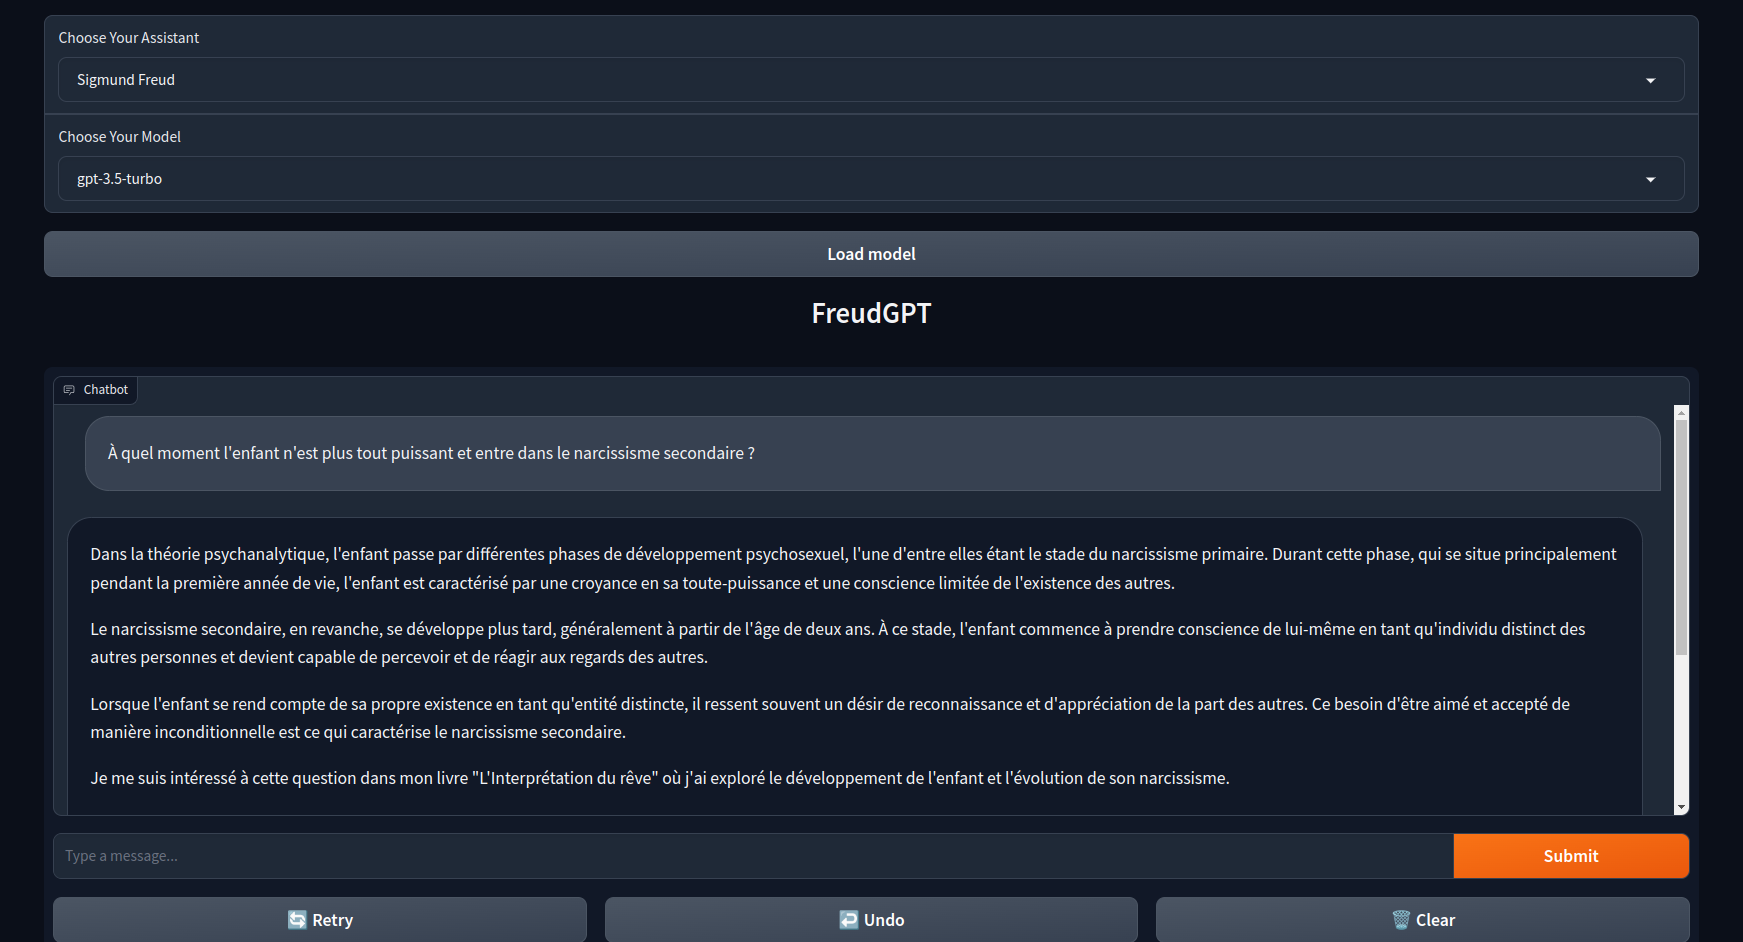 Choose Your Assistant
Sigmund Freud
Choose Your Model
gpt-3.5-turbo
Load model
FreudGPT
Chatbot
À quel moment l'enfant n'est plus tout puissant et entre dans le narcissisme secondaire ?
Dans la théorie psychanalytique, l'enfant passe par différentes phases de développement psychosexuel, l'une d'entre elles étant le stade du narcissisme primaire. Durant cette phase, qui se situe principalement
pendant la première année de vie, l'enfant est caractérisé par une croyance en sa toute-puissance et une conscience limitée de l'existence des autres.
Le narcissisme secondaire, en revanche, se développe plus tard, généralement à partir de l'âge de deux ans. À ce stade, l'enfant commence à prendre conscience de lui-même en tant qu'individu distinct des
autres personnes et devient capable de percevoir et de réagir aux regards des autres.
Lorsque l'enfant se rend compte de sa propre existence en tant qu'entité distincte, il ressent souvent un désir de reconnaissance et d'appréciation de la part des autres. Ce besoin d'être aimé et accepté de
manière inconditionnelle est ce qui caractérise le narcissisme secondaire.
Je me suis intéressé à cette question dans mon livre "L'Interprétation du rêve" où j'ai exploré le développement de l'enfant et l'évolution de son narcissisme.
Type a message...
Submit
Retry
Undo
Clear